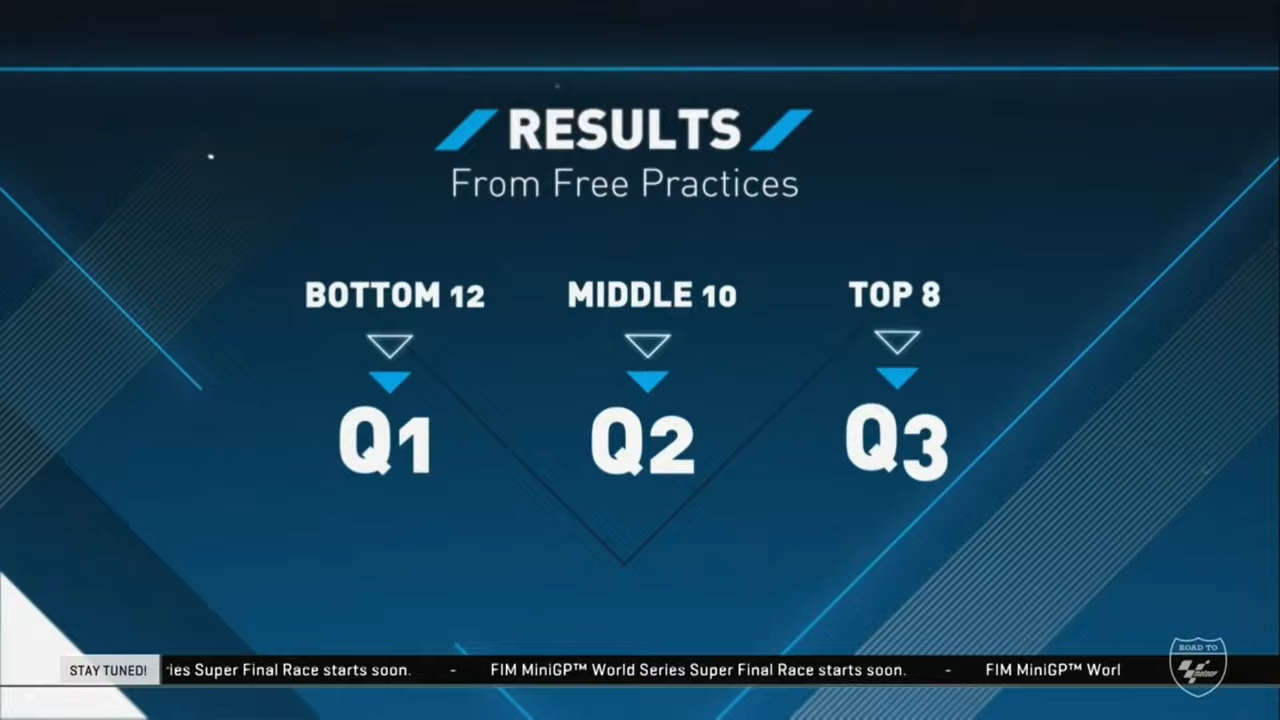 RESULTS
From Free Practices
BOTTOM 12
MIDDLE 10
TOP 8
Q1
Q2
Q3
STAY TUNED!
ies Super Final Race starts soon. - FIM MiniGP™ World Series Super Final Race starts soon. - FIM MiniGP™ Worl
ROAD TO
MotoGP